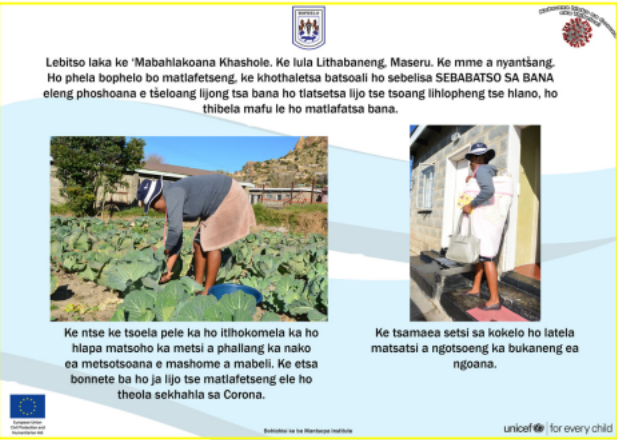 BOPHELO
Lebitso laka ke ‘Mabahlakoana Khashole. Ke lula Lithabaneng, Maseru. Ke mme a nyantšang.
Ho phela bophelo bo matlafetseng, ke khothaletsa batsoali ho sebelisa SEBABATSO SA BANA
eleng phoshoana e tšeloang lijong tsa bana ho tlatsetsa lijo tse tsoang lihlopheng tse hlano, ho
thibela mafu le ho matlafatsa bana.
Ke ntse ke tsoela pele ka ho itlhokomela ka ho
hlapa matsoho ka metsi a phallang ka nako
ea metsotsoana e mashome a mabeli. Ke etsa
bonnete ba ho ja lijo tse matlafetseng ele ho
theola sekhahla sa Corona.
Ke tsamaea setsi sa kokelo ho latela
matsatsi a ngotsoeng ka bukaneng ea
ngoana.
European Union
Civil Protection and
Humanitarian Aid
unicef for every child